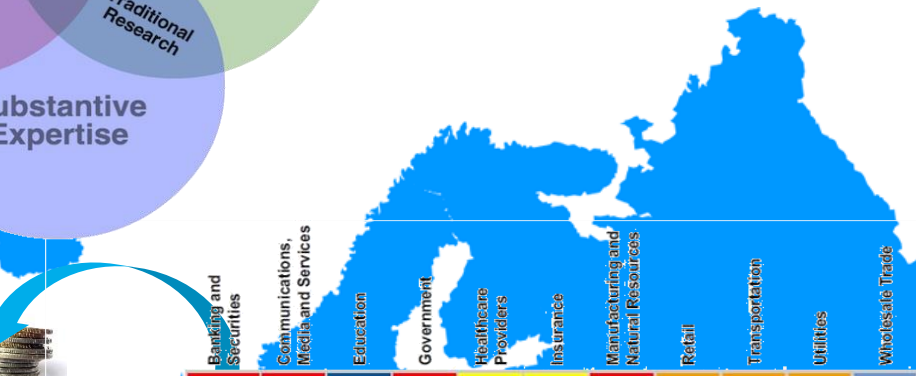 Traditional
Research
ubstantive
Expertise
Banking and
Securities
Communications,
Media and Services
Education
Government
Healthcare
Providers
Insurance
Manufacturing and
Natural Resources
Retail
Transportation
Utilities
Wholesale Trade